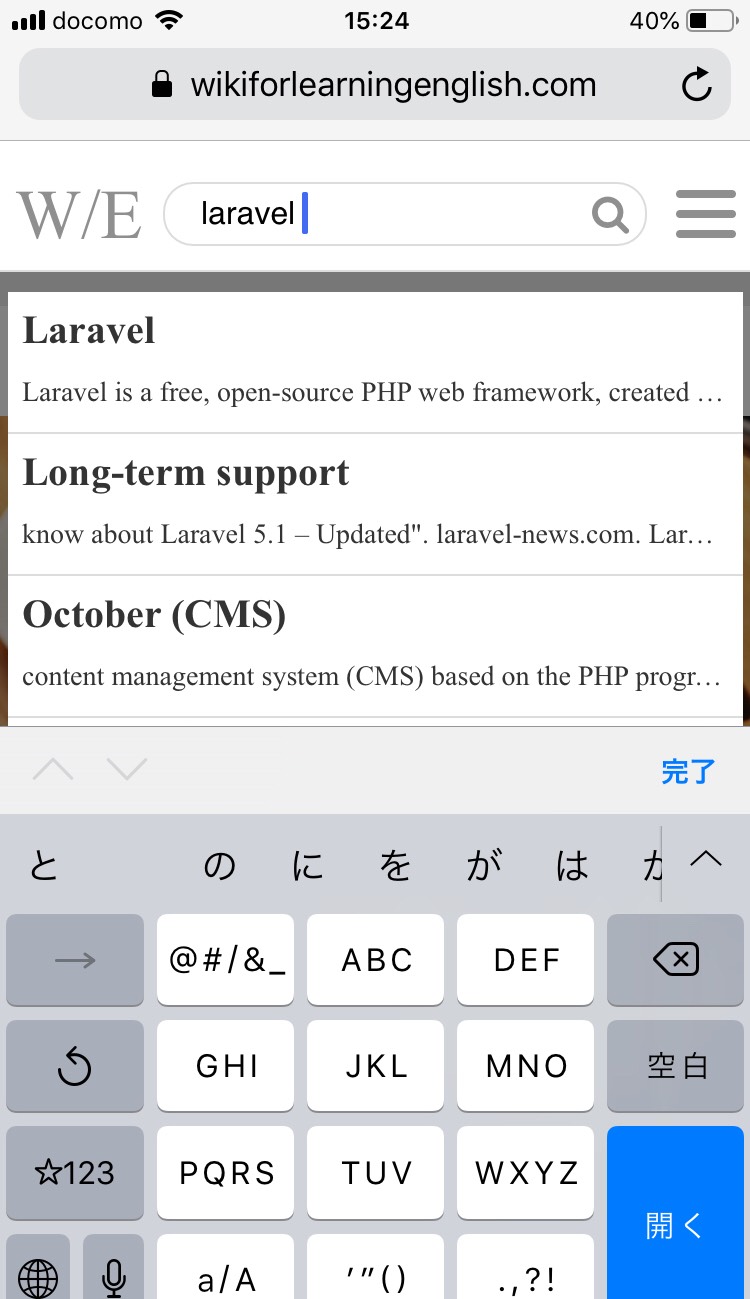 docomo 15:24 40%
wikiforlearningenglish.com
W/E laravel
Laravel
Laravel is a free, open-source PHP web framework, created …
Long-term support
know about Laravel 5.1 – Updated". laravel-news.com. Lar…
October (CMS)
content management system (CMS) based on the PHP progr…
完了
と の に を が は
→ @#/&_ ABC DEF
GHI JKL MNO 空白
☆123 PQRS TUV WXYZ
開く
a/A ’”() .,?!